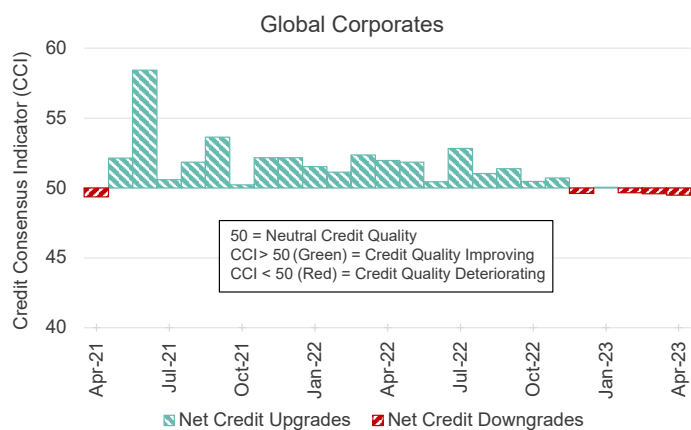 Global Corporates
Credit Consensus Indicator (CCI)
60
55
50
45
40
50 = Neutral Credit Quality
CCI > 50 (Green) = Credit Quality Improving
CCI < 50 (Red) = Credit Quality Deteriorating
Apr-21
Jul-21
Oct-21
Jan-22
Apr-22
Jul-22
Oct-22
Jan-23
Apr-23
Net Credit Upgrades
Net Credit Downgrades